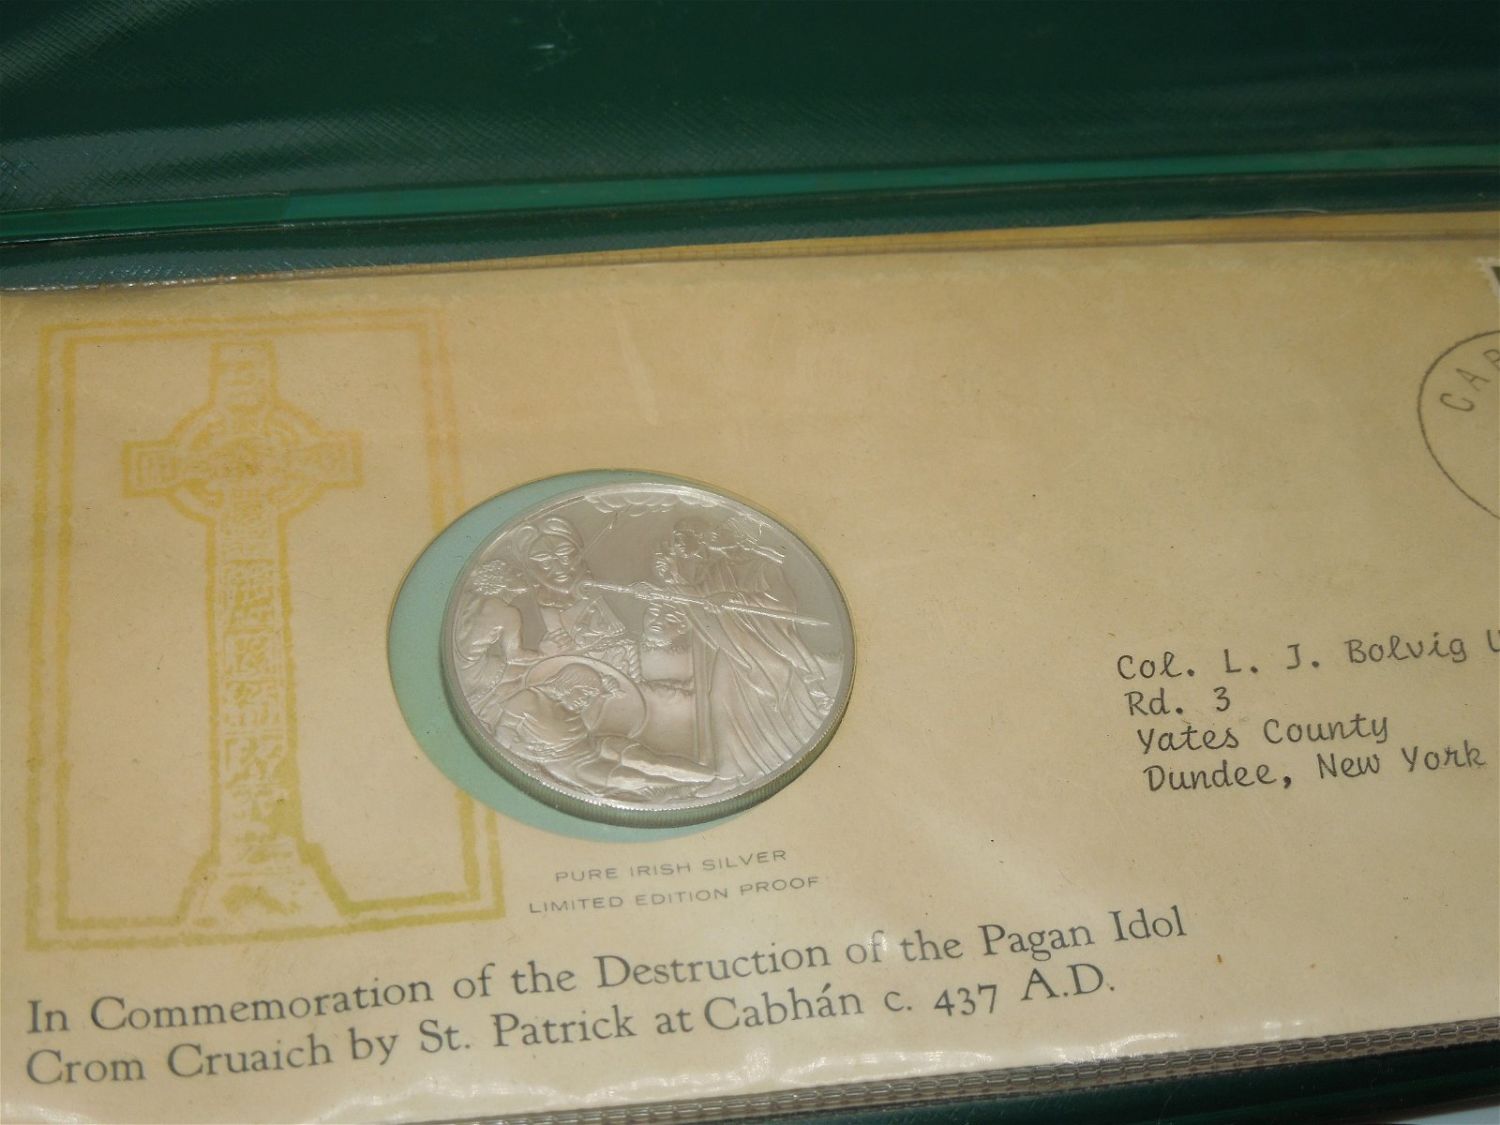 PURE IRISH SILVER
LIMITED EDITION PROOF
In Commemoration of the Destruction of the Pagan Idol
Crom Cruaich by St. Patrick at Cabhán c. 437 A.D.
Col. L. J. Bolvig
Rd. 3
Yates County
Dundee, New York